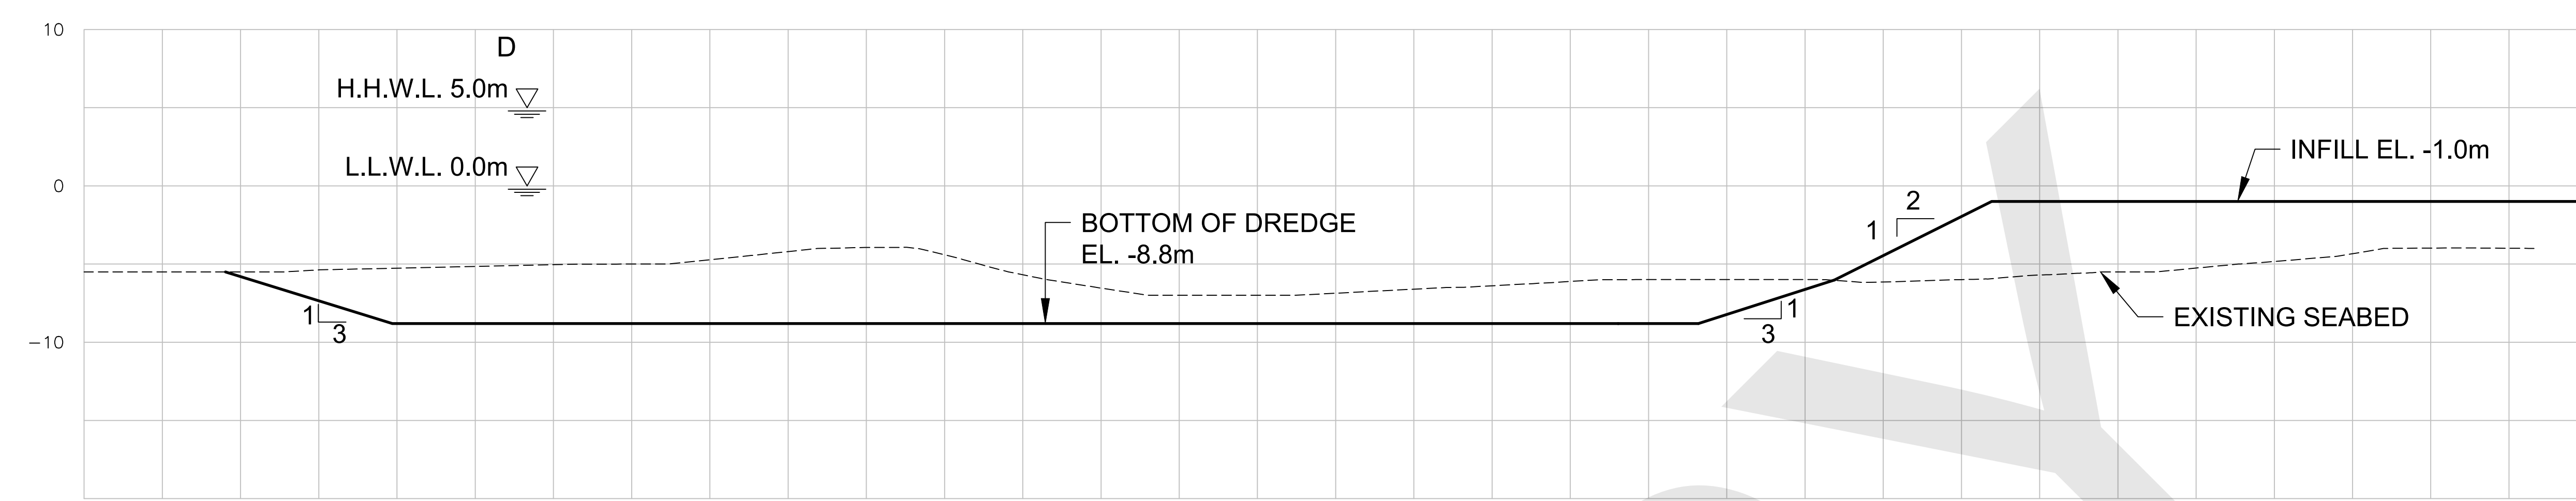 10
D
H.H.W.L. 5.0m
L.L.W.L. 0.0m
0
INFILL EL. -1.0m
2
1
BOTTOM OF DREDGE
EL. -8.8m
1
3
1
3
EXISTING SEABED
-10